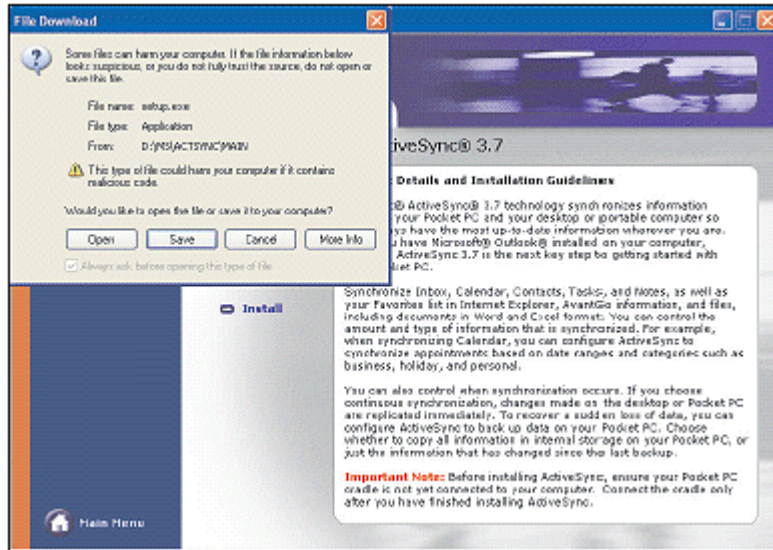 File Download
Some files can harm your computer. If the file information below
looks suspicious, or you do not fully trust the source, do not open or
save this file.
File name: setup.exe
File type: Application
From: D:\MS\ACTSYNC\MAIN
This type of file could harm your computer if it contains
malicious code.
Would you like to open the file or save it to your computer?
Open Save Cancel More Info
Always ask before opening this type of file
iveSync® 3.7
Details and Installation Guidelines
® ActiveSync® 3.7 technology synchronizes information
your Pocket PC and your desktop or portable computer so
ys have the most up-to-date information wherever you are.
have Microsoft® Outlook® installed on your computer,
ActiveSync 3.7 is the next key step to getting started with
ket PC.
Synchronize Inbox, Calendar, Contacts, Tasks, and Notes, as well as
your Favorites list in Internet Explorer, AvantGo information, and files,
including documents in Word and Excel format. You can control the
amount and type of information that is synchronized. For example,
when synchronizing Calendar, you can configure ActiveSync to
synchronize appointments based on date ranges and categories such as
business, holiday, and personal.
You can also control when synchronization occurs. If you choose
continuous synchronization, changes made on the desktop or Pocket PC
are replicated immediately. To recover a sudden loss of data, you can
configure ActiveSync to back up data on your Pocket PC. Choose
whether to copy all information in internal storage on your Pocket PC, or
just the information that has changed since the last backup.
Important Note: Before installing ActiveSync, ensure your Pocket PC
cradle is not yet connected to your computer. Connect the cradle only
after you have finished installing ActiveSync.
Install
Main Menu